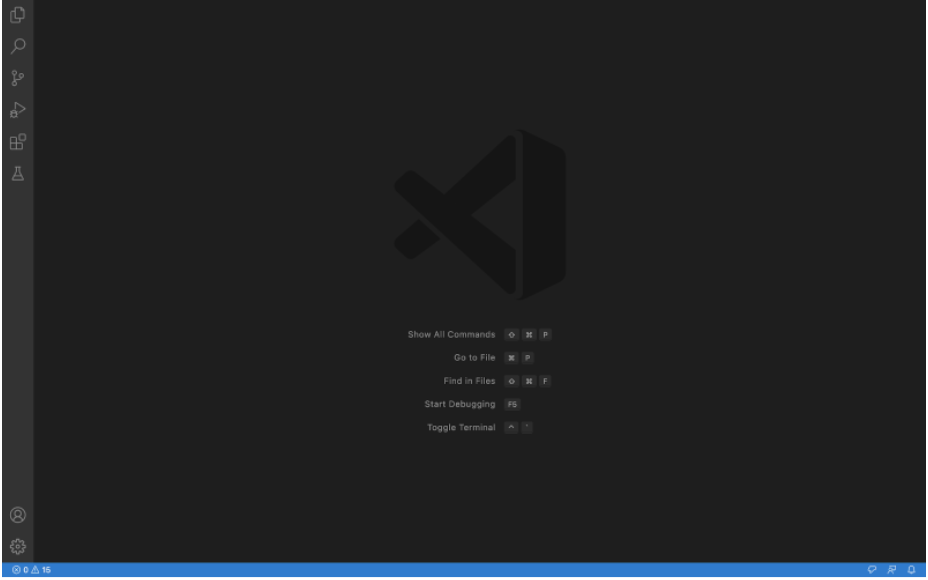 Show All Commands ⇧ ⌘ P
Go to File ⌘ P
Find in Files ⇧ ⌘ F
Start Debugging F5
Toggle Terminal ^ `
0 15